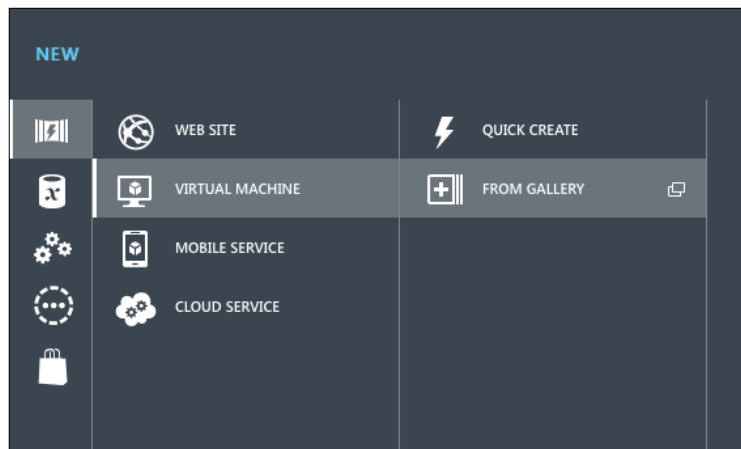 NEW
WEB SITE
QUICK CREATE
VIRTUAL MACHINE
FROM GALLERY
MOBILE SERVICE
CLOUD SERVICE